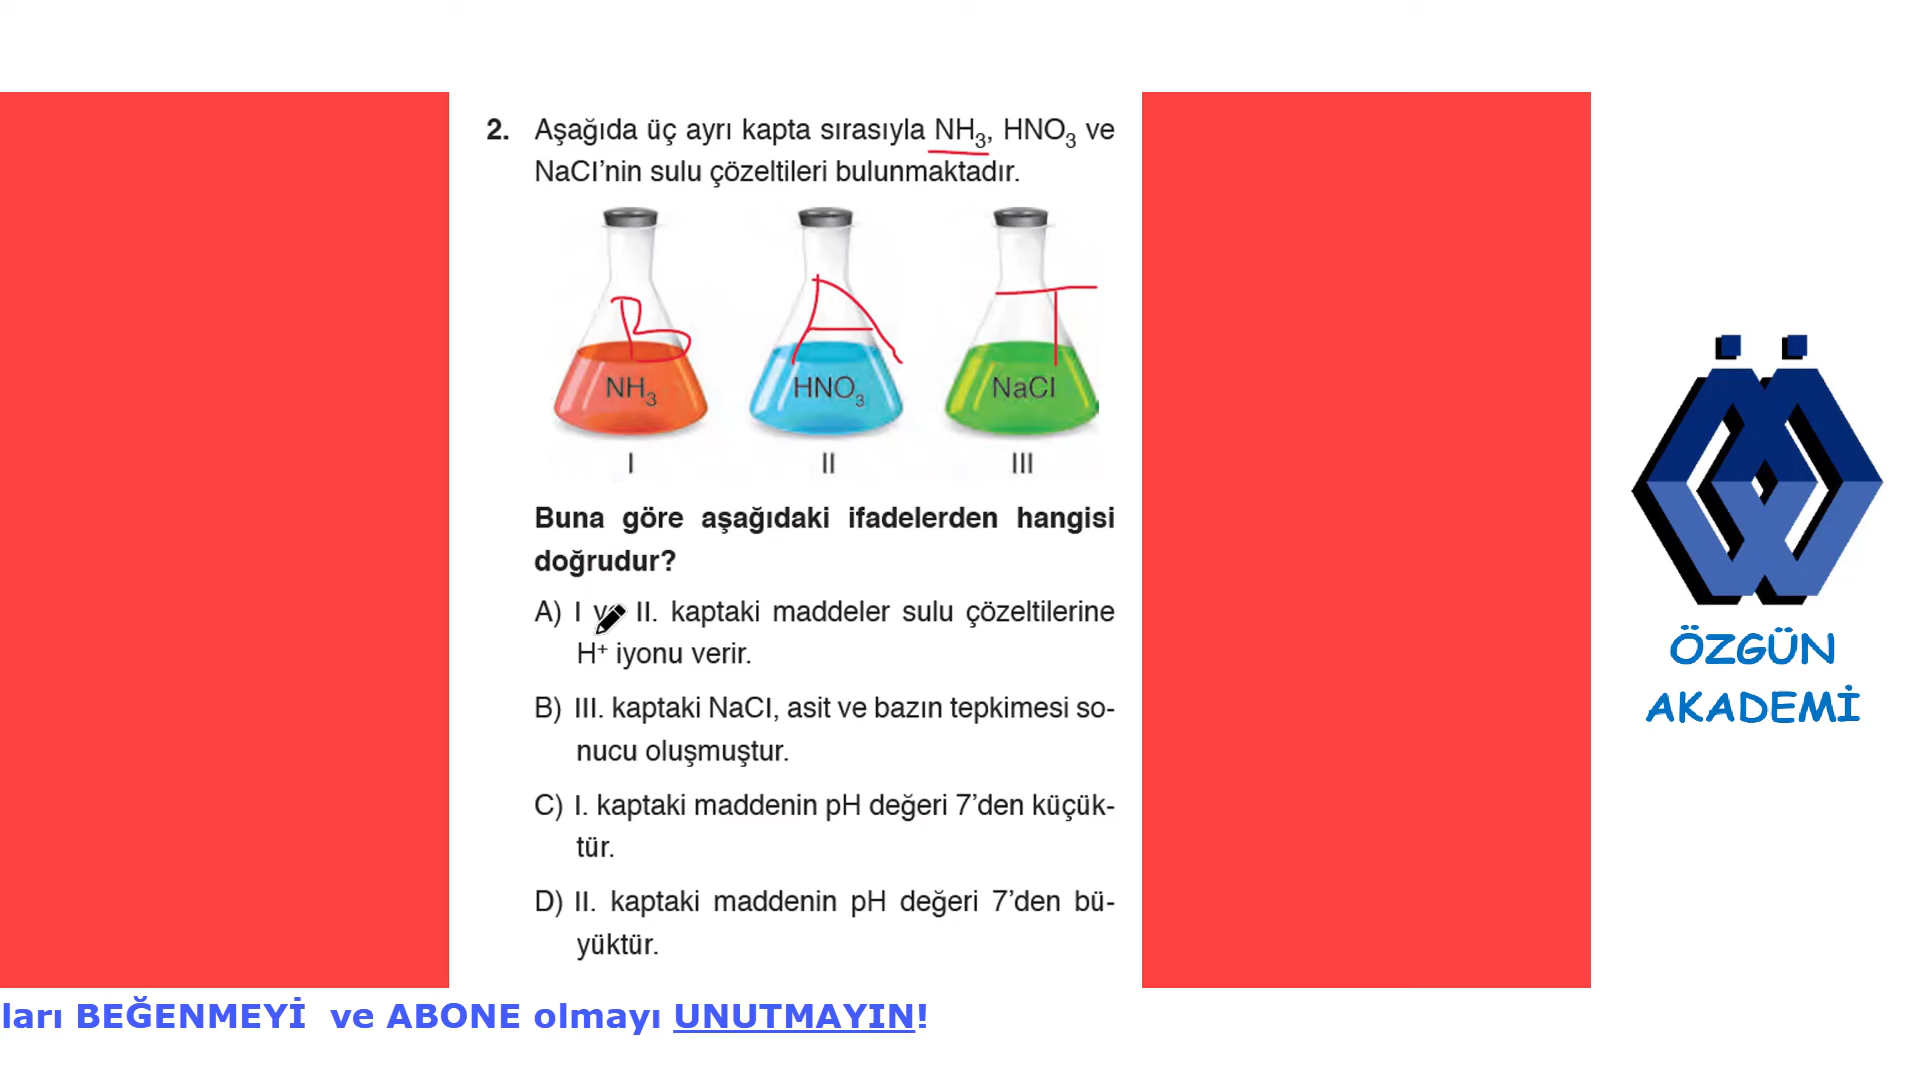 2. Aşağıda üç ayrı kapta sırasıyla NH3, HNO3 ve
NaCl’nin sulu çözeltileri bulunmaktadır.
B
A
T
NH3
HNO3
NaCl
I
II
III
Buna göre aşağıdaki ifadelerden hangisi
doğrudur?
A) I II. kaptaki maddeler sulu çözeltilerine
H+ iyonu verir.
B) III. kaptaki NaCl, asit ve bazın tepkimesi so-
nucu oluşmuştur.
C) I. kaptaki maddenin pH değeri 7’den küçük-
tür.
D) II. kaptaki maddenin pH değeri 7’den bü-
yüktür.
ÖZGÜN
AKADEMİ
ları BEĞENMEYİ ve ABONE olmayı UNUTMAYIN!